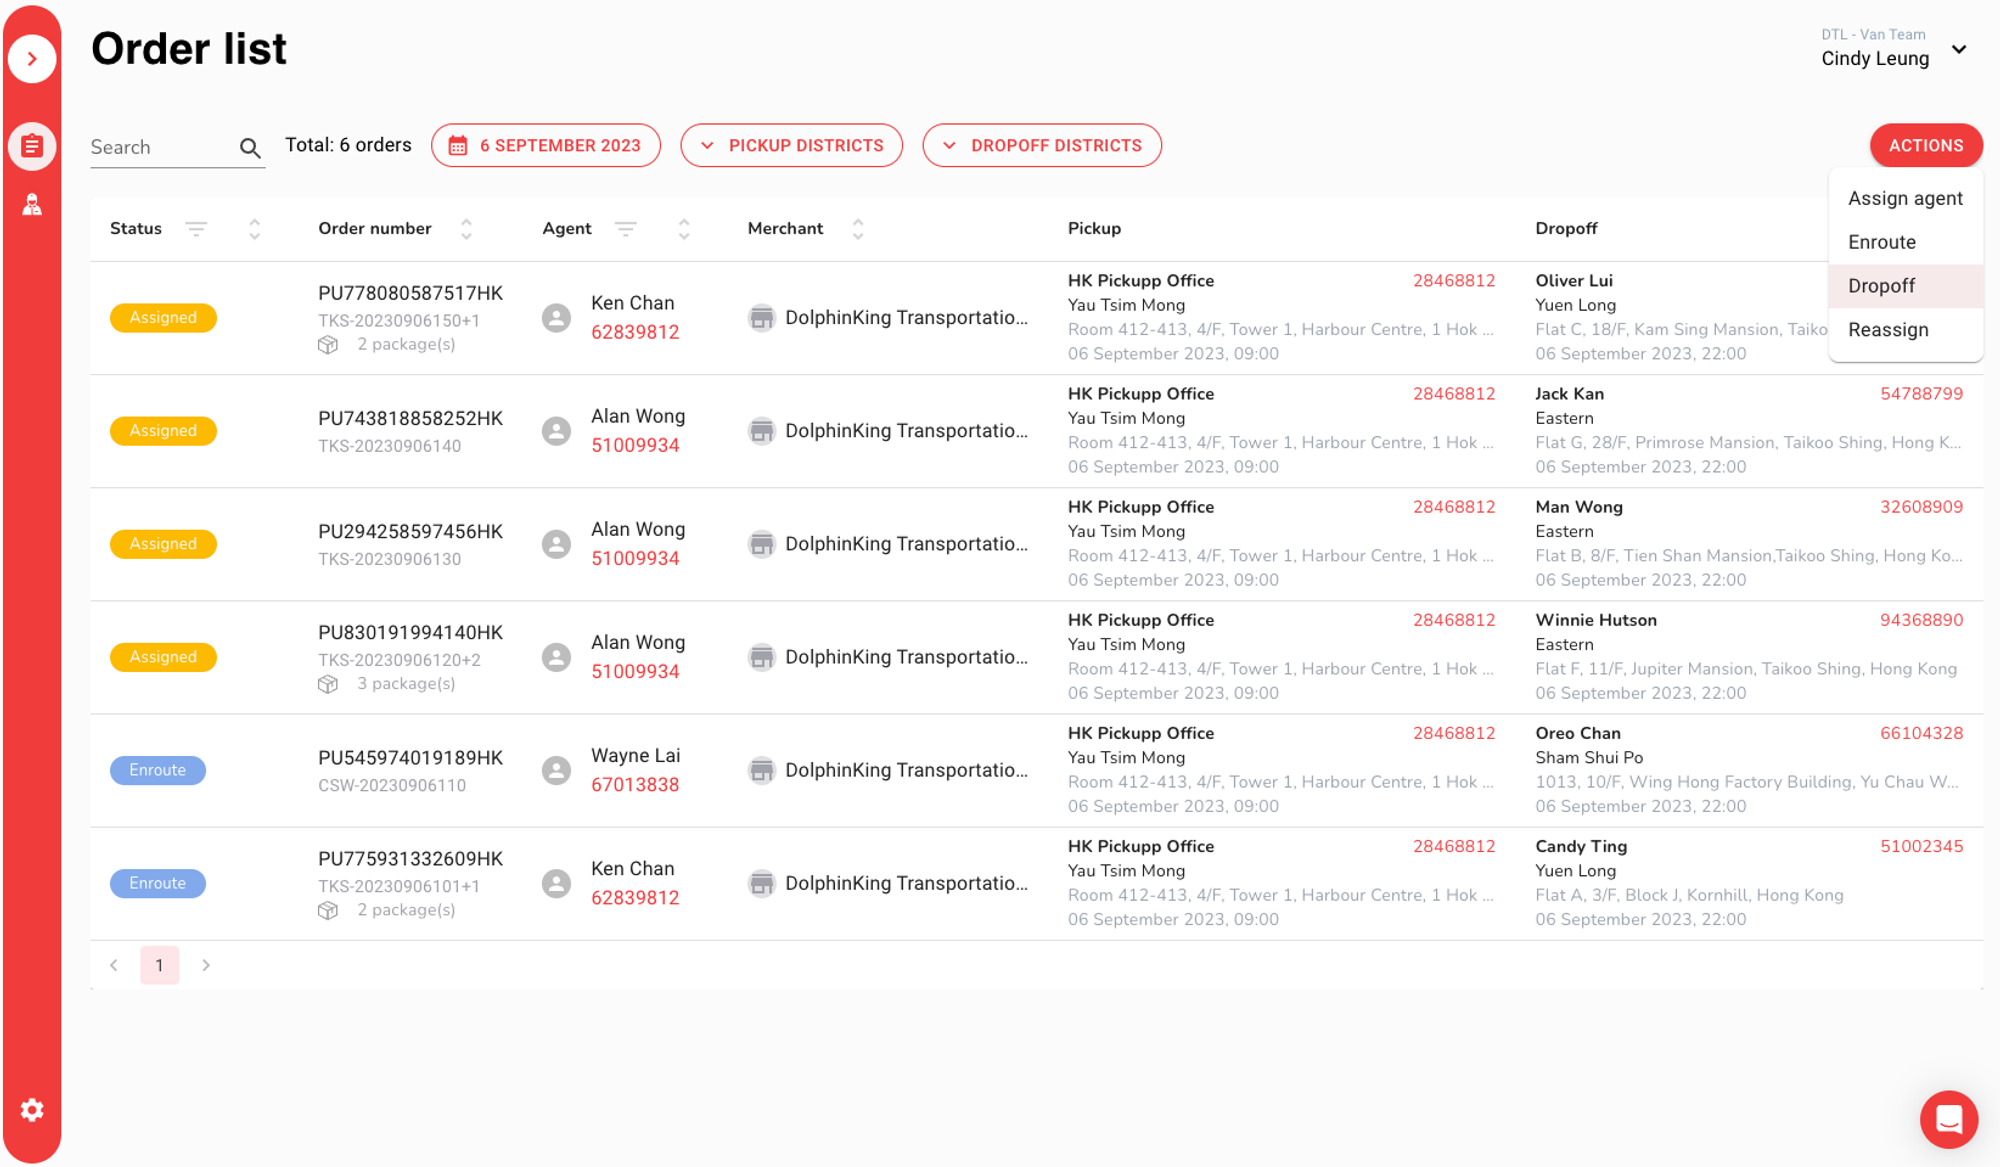 Order list
DTL - Van Team
Cindy Leung
Search
Total: 6 orders
6 SEPTEMBER 2023
PICKUP DISTRICTS
DROPOFF DISTRICTS
ACTIONS
Assign agent
Enroute
Dropoff
Reassign
Status
Order number
Agent
Merchant
Pickup
Dropoff
Assigned
PU778080587517HK
TKS-20230906150+1
2 package(s)
Ken Chan
62839812
DolphinKing Transportatio...
HK Pickupp Office
28468812
Yau Tsim Mong
Room 412-413, 4/F, Tower 1, Harbour Centre, 1 Hok ...
06 September 2023, 09:00
Oliver Lui
Yuen Long
Flat C, 18/F, Kam Sing Mansion, Taiko
06 September 2023, 22:00
Assigned
PU743818858252HK
TKS-20230906140
Alan Wong
51009934
DolphinKing Transportatio...
HK Pickupp Office
28468812
Yau Tsim Mong
Room 412-413, 4/F, Tower 1, Harbour Centre, 1 Hok ...
06 September 2023, 09:00
Jack Kan
54788799
Eastern
Flat G, 28/F, Primrose Mansion, Taikoo Shing, Hong K...
06 September 2023, 22:00
Assigned
PU294258597456HK
TKS-20230906130
Alan Wong
51009934
DolphinKing Transportatio...
HK Pickupp Office
28468812
Yau Tsim Mong
Room 412-413, 4/F, Tower 1, Harbour Centre, 1 Hok ...
06 September 2023, 09:00
Man Wong
32608909
Eastern
Flat B, 8/F, Tien Shan Mansion,Taikoo Shing, Hong Ko...
06 September 2023, 22:00
Assigned
PU830191994140HK
TKS-20230906120+2
3 package(s)
Alan Wong
51009934
DolphinKing Transportatio...
HK Pickupp Office
28468812
Yau Tsim Mong
Room 412-413, 4/F, Tower 1, Harbour Centre, 1 Hok ...
06 September 2023, 09:00
Winnie Hutson
94368890
Eastern
Flat F, 11/F, Jupiter Mansion, Taikoo Shing, Hong Kong
06 September 2023, 22:00
Enroute
PU545974019189HK
CSW-20230906110
Wayne Lai
67013838
DolphinKing Transportatio...
HK Pickupp Office
28468812
Yau Tsim Mong
Room 412-413, 4/F, Tower 1, Harbour Centre, 1 Hok ...
06 September 2023, 09:00
Oreo Chan
66104328
Sham Shui Po
1013, 10/F, Wing Hong Factory Building, Yu Chau W...
06 September 2023, 22:00
Enroute
PU775931332609HK
TKS-20230906101+1
2 package(s)
Ken Chan
62839812
DolphinKing Transportatio...
HK Pickupp Office
28468812
Yau Tsim Mong
Room 412-413, 4/F, Tower 1, Harbour Centre, 1 Hok ...
06 September 2023, 09:00
Candy Ting
51002345
Yuen Long
Flat A, 3/F, Block J, Kornhill, Hong Kong
06 September 2023, 22:00
1